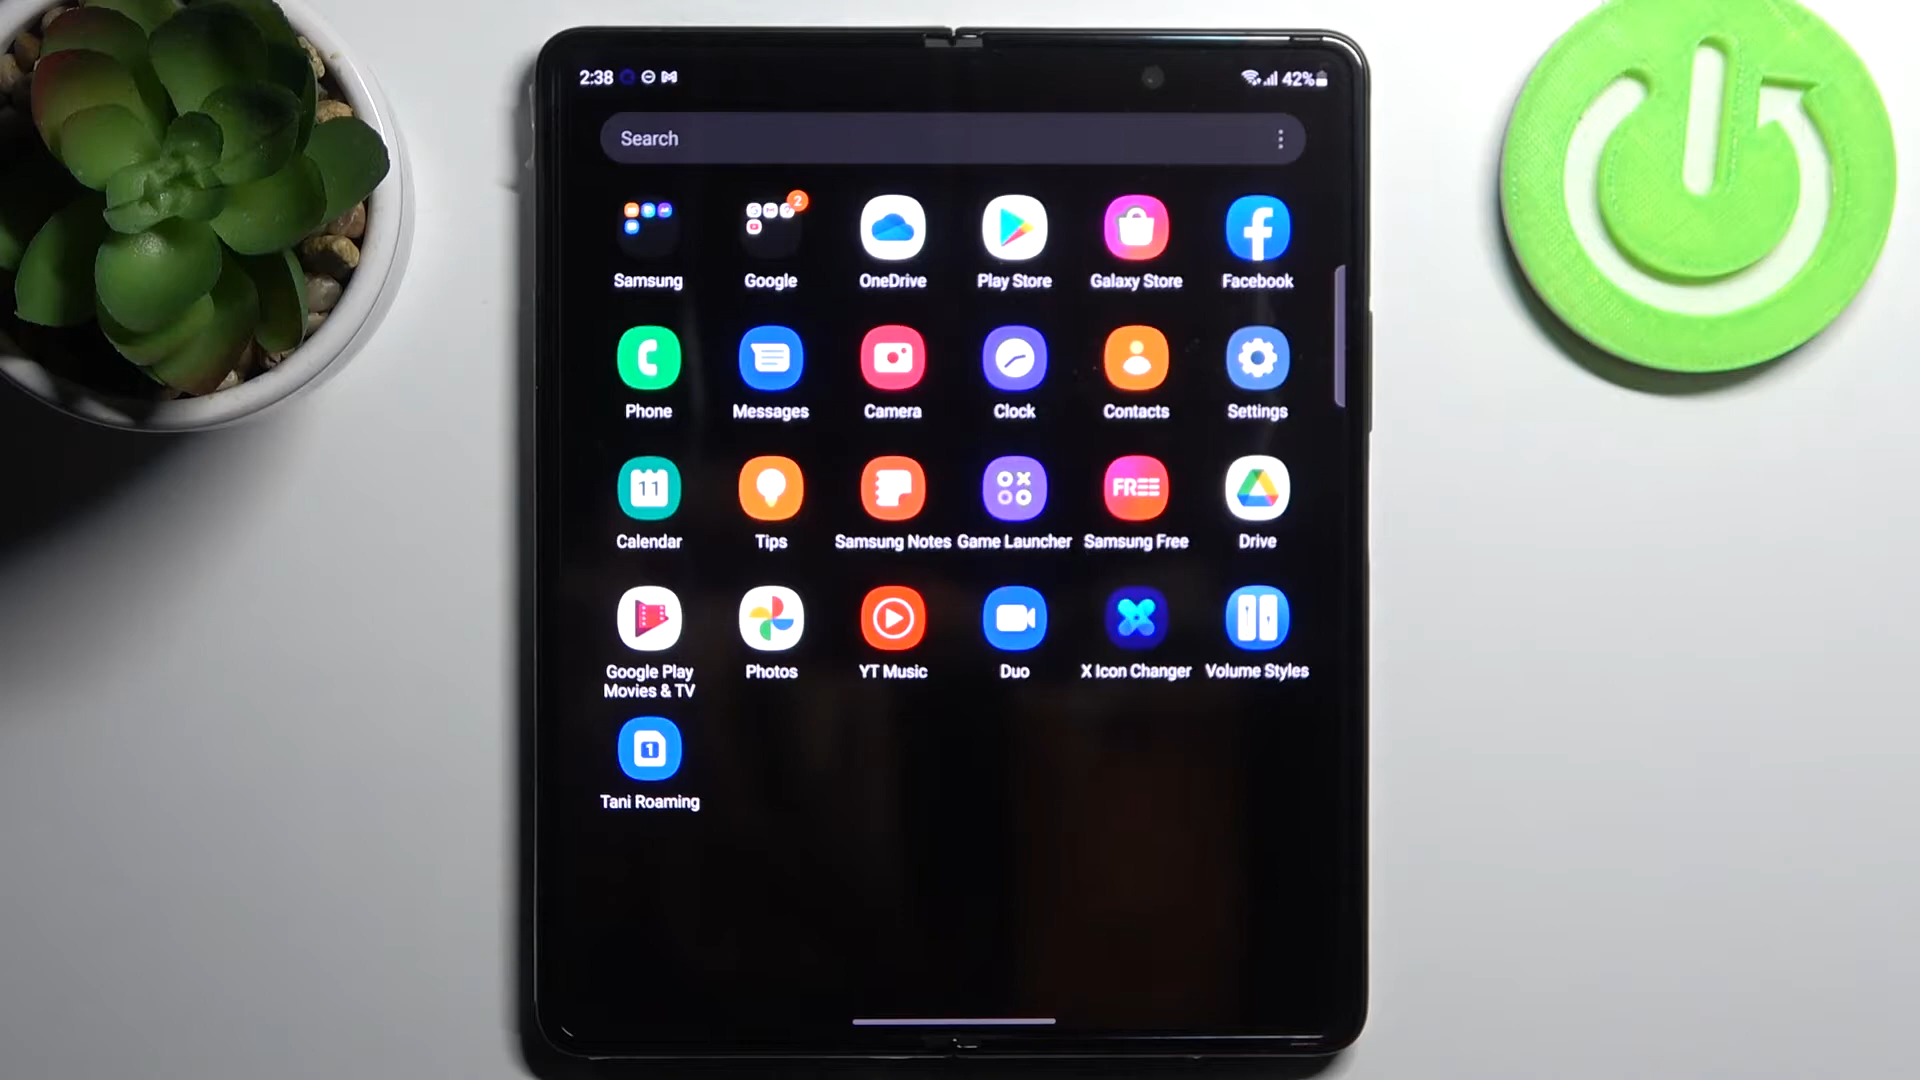 2:38 42%
Search
2
Samsung Google OneDrive Play Store Galaxy Store Facebook
Phone Messages Camera Clock Contacts Settings
11 FREE
Calendar Tips Samsung Notes Game Launcher Samsung Free Drive
Google Play Photos YT Music Duo X Icon Changer Volume Styles
Movies & TV
1
Tani Roaming